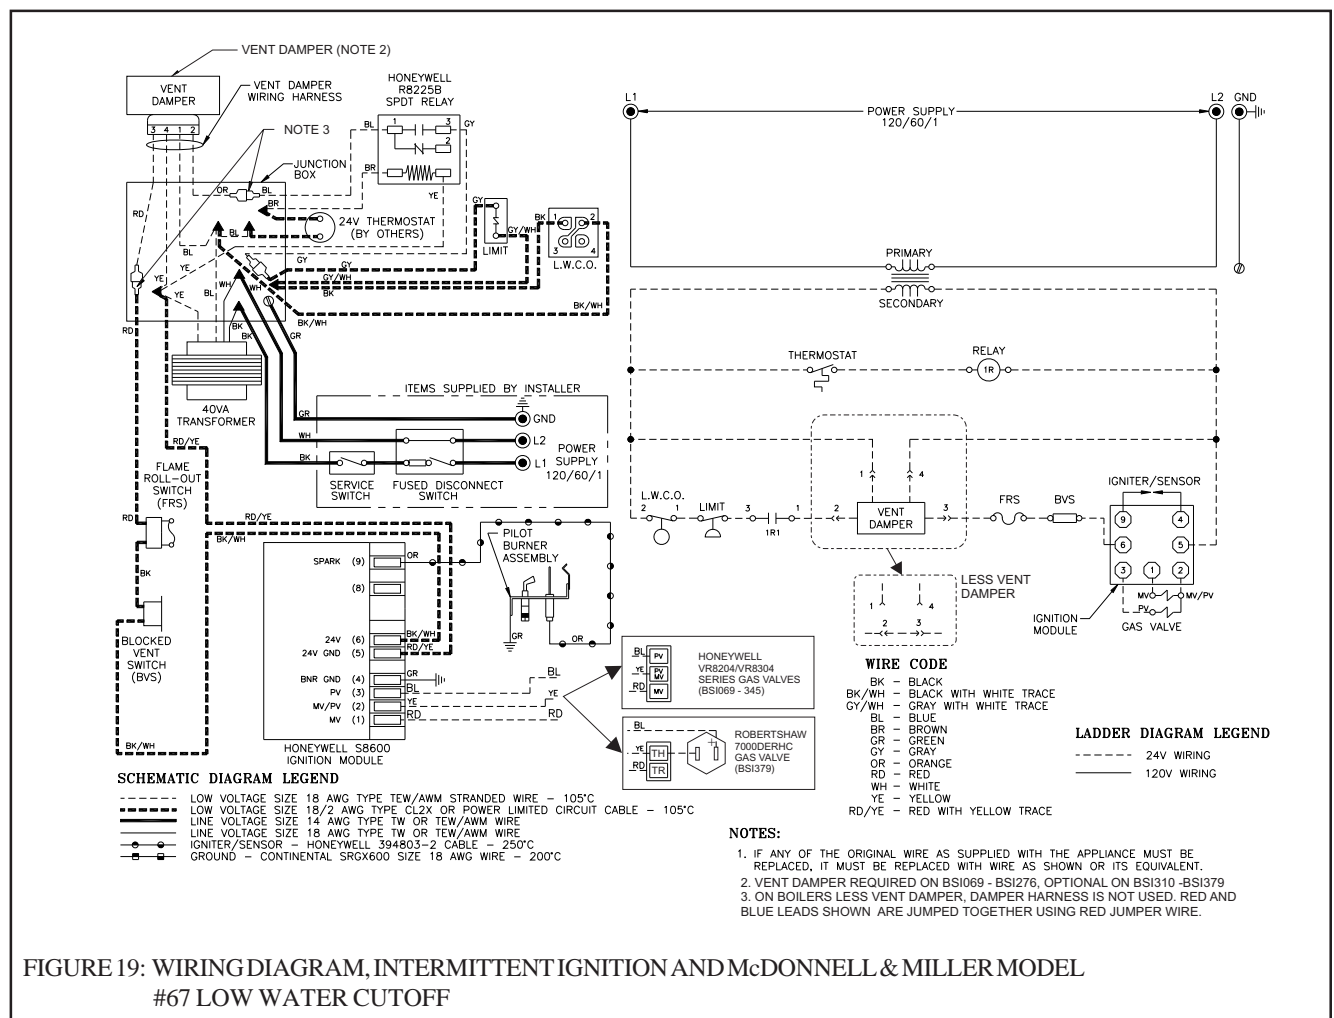 VENT DAMPER (NOTE 2)
VENT
DAMPER
3 4 1 2
VENT DAMPER
WIRING HARNESS
NOTE 3
HONEYWELL
R8225B
SPDT RELAY
BL
1
3
GY
2
BR
YE
JUNCTION
BOX
OR
BL
BR
RD
BL
24V THERMOSTAT
(BY OTHERS)
GY
LIMIT
GY/WH
BK
1
2
3
4
L.W.C.O.
BL
YE
YE
YE
BL
WH
WH
GY
GY
GY/WH
BK
BK/WH
BK/WH
RD
BK
BK
GR
40VA
TRANSFORMER
ITEMS SUPPLIED BY INSTALLER
GR
GND
WH
L2
BK
L1
POWER
SUPPLY
120/60/1
SERVICE
SWITCH
FUSED DISCONNECT
SWITCH
RD/YE
FLAME
ROLL-OUT
SWITCH
(FRS)
RD
BK
RD/YE
BK/WH
BLOCKED
VENT
SWITCH
(BVS)
BK/WH
SPARK (9)
OR
(8)
24V (6)
BK/WH
24V GND (5)
RD/YE
BNR GND (4)
GR
PV (3)
BL
BL
MV/PV (2)
YE
YE
MV (1)
RD
RD
HONEYWELL S8600
IGNITION MODULE
PILOT
BURNER
ASSEMBLY
GR
OR
BL PV
YE PV MV
RD MV
HONEYWELL
VR8204/VR8304
SERIES GAS VALVES
(BSI069 - 345)
BL
YE TH
RD TR
ROBERTSHAW
7000DERHC
GAS VALVE
(BSI379)
L1
POWER SUPPLY
120/60/1
L2 GND
PRIMARY
SECONDARY
THERMOSTAT
RELAY
1R
1
4
L.W.C.O.
2
1
LIMIT
3
1
1R1
2
VENT
DAMPER
3
FRS
BVS
IGNITER/SENSOR
9
4
6
5
3
1
2
MV
MV/PV
PV
GAS VALVE
IGNITION
MODULE
LESS VENT
DAMPER
1
4
2
3
WIRE CODE
BK - BLACK
BK/WH - BLACK WITH WHITE TRACE
GY/WH - GRAY WITH WHITE TRACE
BL - BLUE
BR - BROWN
GR - GREEN
GY - GRAY
OR - ORANGE
RD - RED
WH - WHITE
YE - YELLOW
RD/YE - RED WITH YELLOW TRACE
LADDER DIAGRAM LEGEND
24V WIRING
120V WIRING
SCHEMATIC DIAGRAM LEGEND
LOW VOLTAGE SIZE 18 AWG TYPE TEW/AWM STRANDED WIRE - 105°C
LOW VOLTAGE SIZE 18/2 AWG TYPE CL2X OR POWER LIMITED CIRCUIT CABLE - 105°C
LINE VOLTAGE SIZE 14 AWG TYPE TW OR TEW/AWM WIRE
LINE VOLTAGE SIZE 18 AWG TYPE TW OR TEW/AWM WIRE
IGNITER/SENSOR - HONEYWELL 394803-2 CABLE - 250°C
GROUND - CONTINENTAL SRGX600 SIZE 18 AWG WIRE - 200°C
NOTES:
1. IF ANY OF THE ORIGINAL WIRE AS SUPPLIED WITH THE APPLIANCE MUST BE
REPLACED, IT MUST BE REPLACED WITH WIRE AS SHOWN OR ITS EQUIVALENT.
2. VENT DAMPER REQUIRED ON BSI069 - BSI276, OPTIONAL ON BSI310 -BSI379
3. ON BOILERS LESS VENT DAMPER, DAMPER HARNESS IS NOT USED. RED AND
BLUE LEADS SHOWN ARE JUMPED TOGETHER USING RED JUMPER WIRE.
FIGURE 19: WIRING DIAGRAM, INTERMITTENT IGNITION AND McDONNELL & MILLER MODEL
#67 LOW WATER CUTOFF